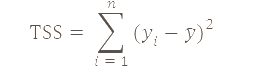 TSS = ∑_{i = 1}^{n} (y_i − ȳ)²